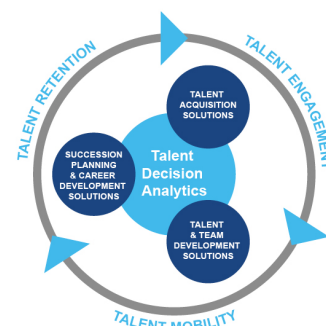 TALENT RETENTION
TALENT ENGAGEMENT
TALENT
ACQUISITION
SOLUTIONS
SUCCESSION
PLANNING
& CAREER
DEVELOPMENT
SOLUTIONS
Talent
Decision
Analytics
TALENT
& TEAM
DEVELOPMENT
SOLUTIONS
TALENT MOBILITY